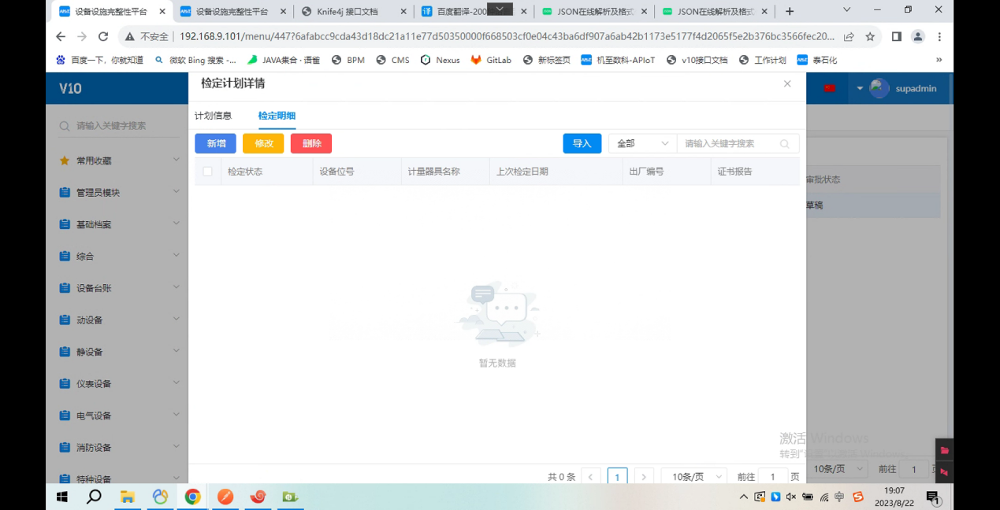 设备设施完整性平台
设备设施完整性平台
Knife4j 接口文档
百度翻译-200
JSON在线解析及格式
JSON在线解析及格式
不安全
192.168.9.101/menu/447?6afabcc9cda43d18dc21a11e77d50350000f668503cf0e04c43ba6df907a6ab42b1173e5177f4d2065f5e2b376bc3566fec20...
百度一下，你就知道
微软 Bing 搜索 -...
JAVA集合 · 语雀
BPM
CMS
Nexus
GitLab
新标签页
机至数科-APIoT
v10接口文档
工作计划
泰石化
»
V10
检定计划详情
supadmin
计划信息
检定明细
请输入关键字搜索
新增
修改
删除
导入
全部
请输入关键字搜索
常用收藏
检定状态
设备位号
计量器具名称
上次检定日期
出厂编号
证书报告
审批状态
管理员模块
草稿
基础档案
综合
设备台账
动设备
静设备
暂无数据
仪表设备
电气设备
激活 Windows
消防设备
特种设备
共 0 条
1
10条/页
前往
1
页
10条/页
前往
1
19:07
2023/8/22
1